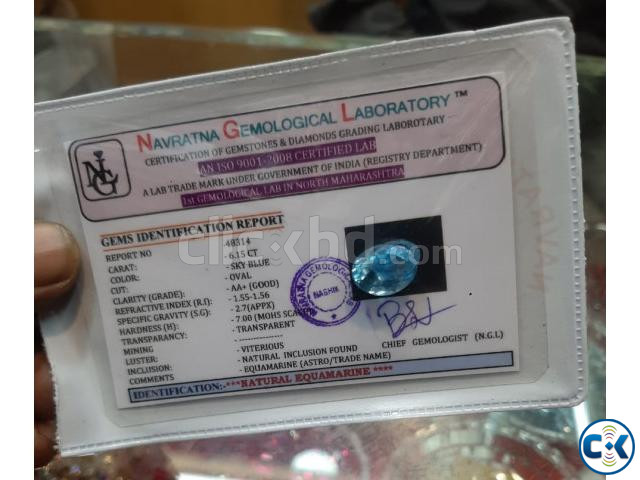 NAVRATNA GEMOLOGICAL LABORATORY™
CERTIFICATION OF GEMSTONES & DIAMONDS GRADING LABOROTARY
AN ISO 9001-2008 CERTIFIED LAB
A LAB TRADE MARK UNDER GOVERNMENT OF INDIA (REGISTRY DEPARTMENT)
1st GEMOLOGICAL LAB IN NORTH MAHARASHTRA
GEMS IDENTIFICATION REPORT
REPORT NO - 48314
CARAT: - 6.15 CT
COLOR: - SKY BLUE
CUT: - OVAL
CLARITY (GRADE): - AA+ (GOOD)
REFRACTIVE INDEX (R.I): - 1.55-1.56
SPECIFIC GRAVITY (S.G): - 2.7(APPX)
HARDNESS (H): - 7.00 (MOHS SCALE)
TRANSPARENCY: - TRANSPARENT
MINING - ---------------
LUSTER: - VITERIOUS
INCLUSION: - NATURAL INCLUSION FOUND
COMMENTS - EQUAMARINE (ASTRO/TRADE NAME)
IDENTIFICATION: -***NATURAL EQUAMARINE ****
NASHIK
CHIEF GEMOLOGIST (N.G.L)
clickbd.com
CLICKBD